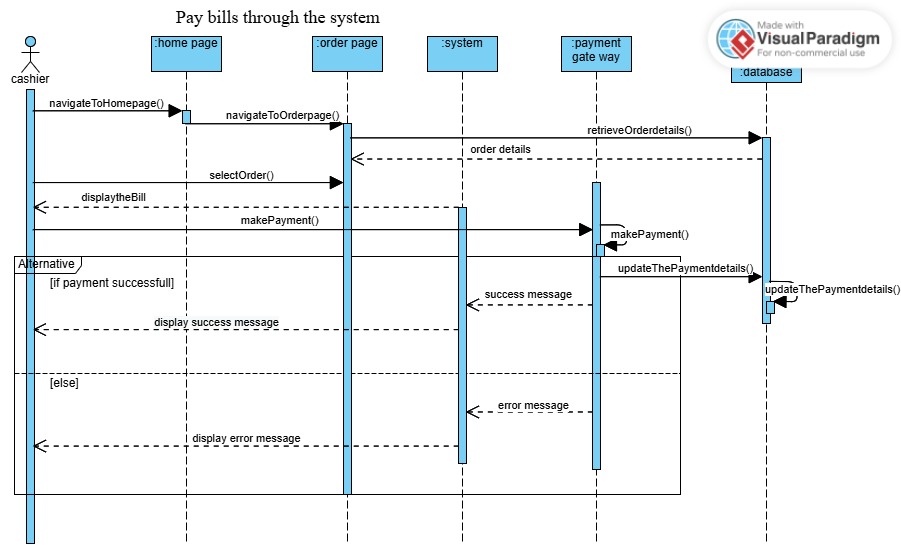 Pay bills through the system
Made with
VisualParadigm
For non-commercial use
cashier
:home page
:order page
:system
:payment
gate way
:database
navigateToHomepage()
navigateToOrderpage()
retrieveOrderdetails()
order details
selectOrder()
displaytheBill
makePayment()
makePayment()
Alternative
[if payment successfull]
updateThePaymentdetails()
updateThePaymentdetails()
success message
display success message
[else]
error message
display error message